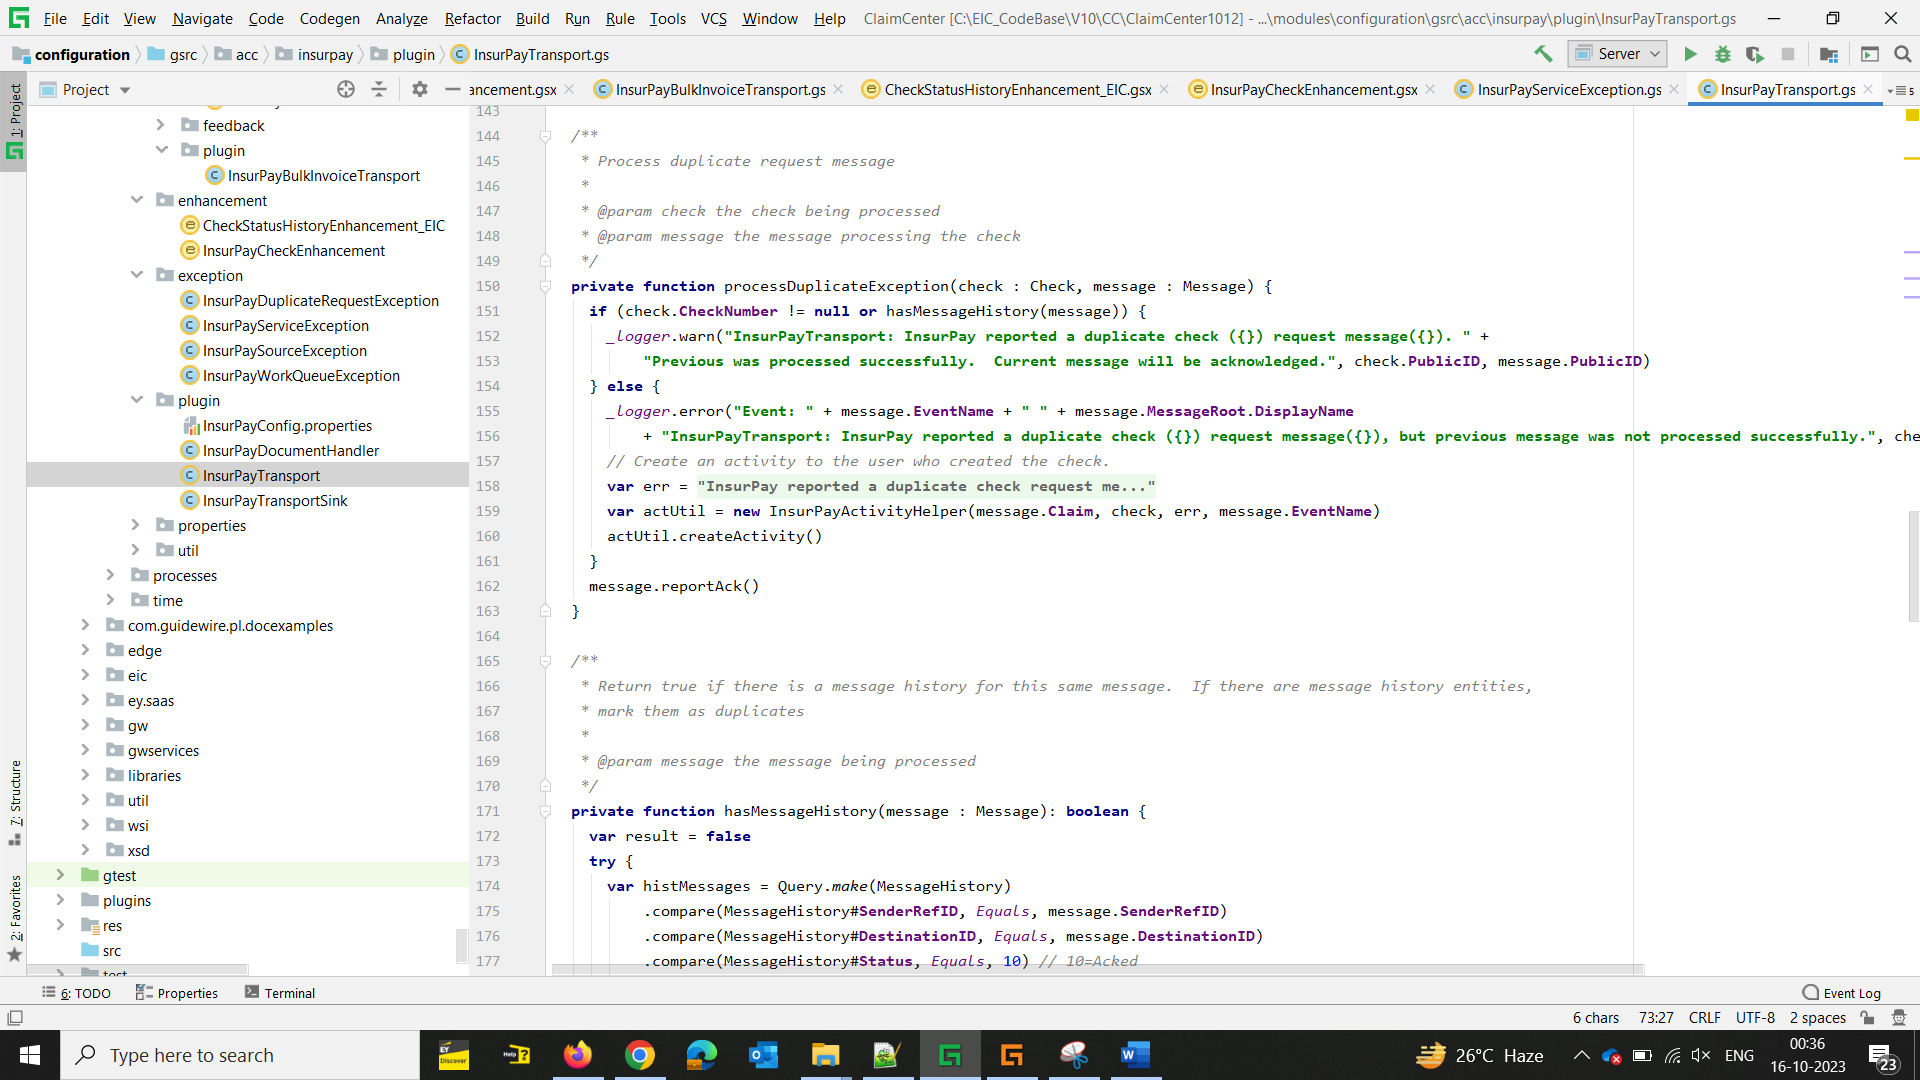 File Edit View Navigate Code Codegen Analyze Refactor Build Run Rule Tools VCS Window Help ClaimCenter [C:\EIC_CodeBase\V10\CC\ClaimCenter1012] - ...\modules\configuration\gsrc\acc\insurpay\plugin\InsurPayTransport.gs
configuration gsrc acc insurpay plugin InsurPayTransport.gs Server
Project ancement.gsx InsurPayBulkInvoiceTransport.gs CheckStatusHistoryEnhancement_EIC.gsx InsurPayCheckEnhancement.gsx InsurPayServiceException.gs InsurPayTransport.gs 5
1: Project
7: Structure
2: Favorites
feedback
plugin
InsurPayBulkInvoiceTransport
enhancement
CheckStatusHistoryEnhancement_EIC
InsurPayCheckEnhancement
exception
InsurPayDuplicateRequestException
InsurPayServiceException
InsurPaySourceException
InsurPayWorkQueueException
plugin
InsurPayConfig.properties
InsurPayDocumentHandler
InsurPayTransport
InsurPayTransportSink
properties
util
processes
time
com.guidewire.pl.docexamples
edge
eic
ey.saas
gw
gwservices
libraries
util
wsi
xsd
gtest
plugins
res
src
test
143
144 /**
145 * Process duplicate request message
146 *
147 * @param check the check being processed
148 * @param message the message processing the check
149 */
150 private function processDuplicateException(check : Check, message : Message) {
151 if (check.CheckNumber != null or hasMessageHistory(message)) {
152 _logger.warn("InsurPayTransport: InsurPay reported a duplicate check ({}) request message({}). " +
153 "Previous was processed successfully.  Current message will be acknowledged.", check.PublicID, message.PublicID)
154 } else {
155 _logger.error("Event: " + message.EventName + " " + message.MessageRoot.DisplayName
156 + "InsurPayTransport: InsurPay reported a duplicate check ({}) request message({}), but previous message was not processed successfully.", che
157 // Create an activity to the user who created the check.
158 var err = "InsurPay reported a duplicate check request me..."
159 var actUtil = new InsurPayActivityHelper(message.Claim, check, err, message.EventName)
160 actUtil.createActivity()
161 }
162 message.reportAck()
163 }
164
165 /**
166 * Return true if there is a message history for this same message.  If there are message history entities,
167 * mark them as duplicates
168 *
169 * @param message the message being processed
170 */
171 private function hasMessageHistory(message : Message): boolean {
172 var result = false
173 try {
174 var histMessages = Query.make(MessageHistory)
175 .compare(MessageHistory#SenderRefID, Equals, message.SenderRefID)
176 .compare(MessageHistory#DestinationID, Equals, message.DestinationID)
177 .compare(MessageHistory#Status, Equals, 10) // 10=Acked
6: TODO Properties Terminal Event Log
6 chars 73:27 CRLF UTF-8 2 spaces
Type here to search
EY Discover
Help ?
26°C Haze ENG
00:36
16-10-2023
23